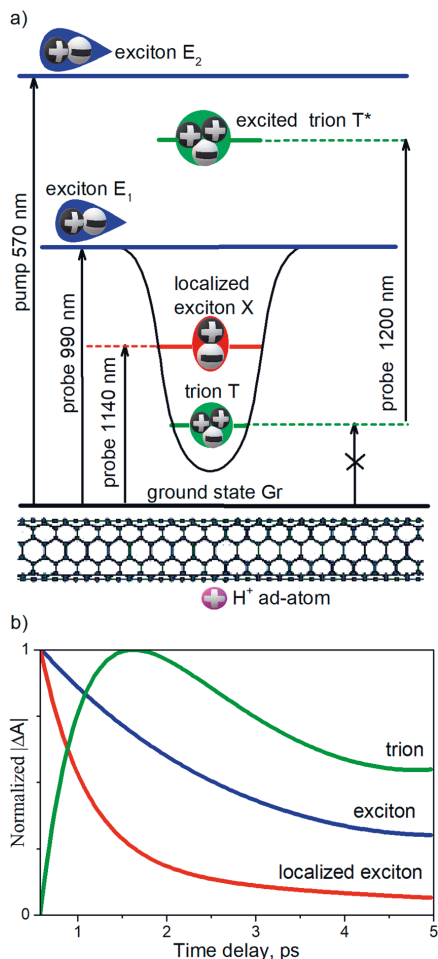 a)
exciton E₂
excited trion T*
exciton E₁
pump 570 nm
probe 990 nm
probe 1140 nm
probe 1200 nm
localized
exciton X
trion T
ground state Gr
H⁺ ad-atom
b)
Normalized |ΔA|
1
0
trion
exciton
localized exciton
1 2 3 4 5
Time delay, ps